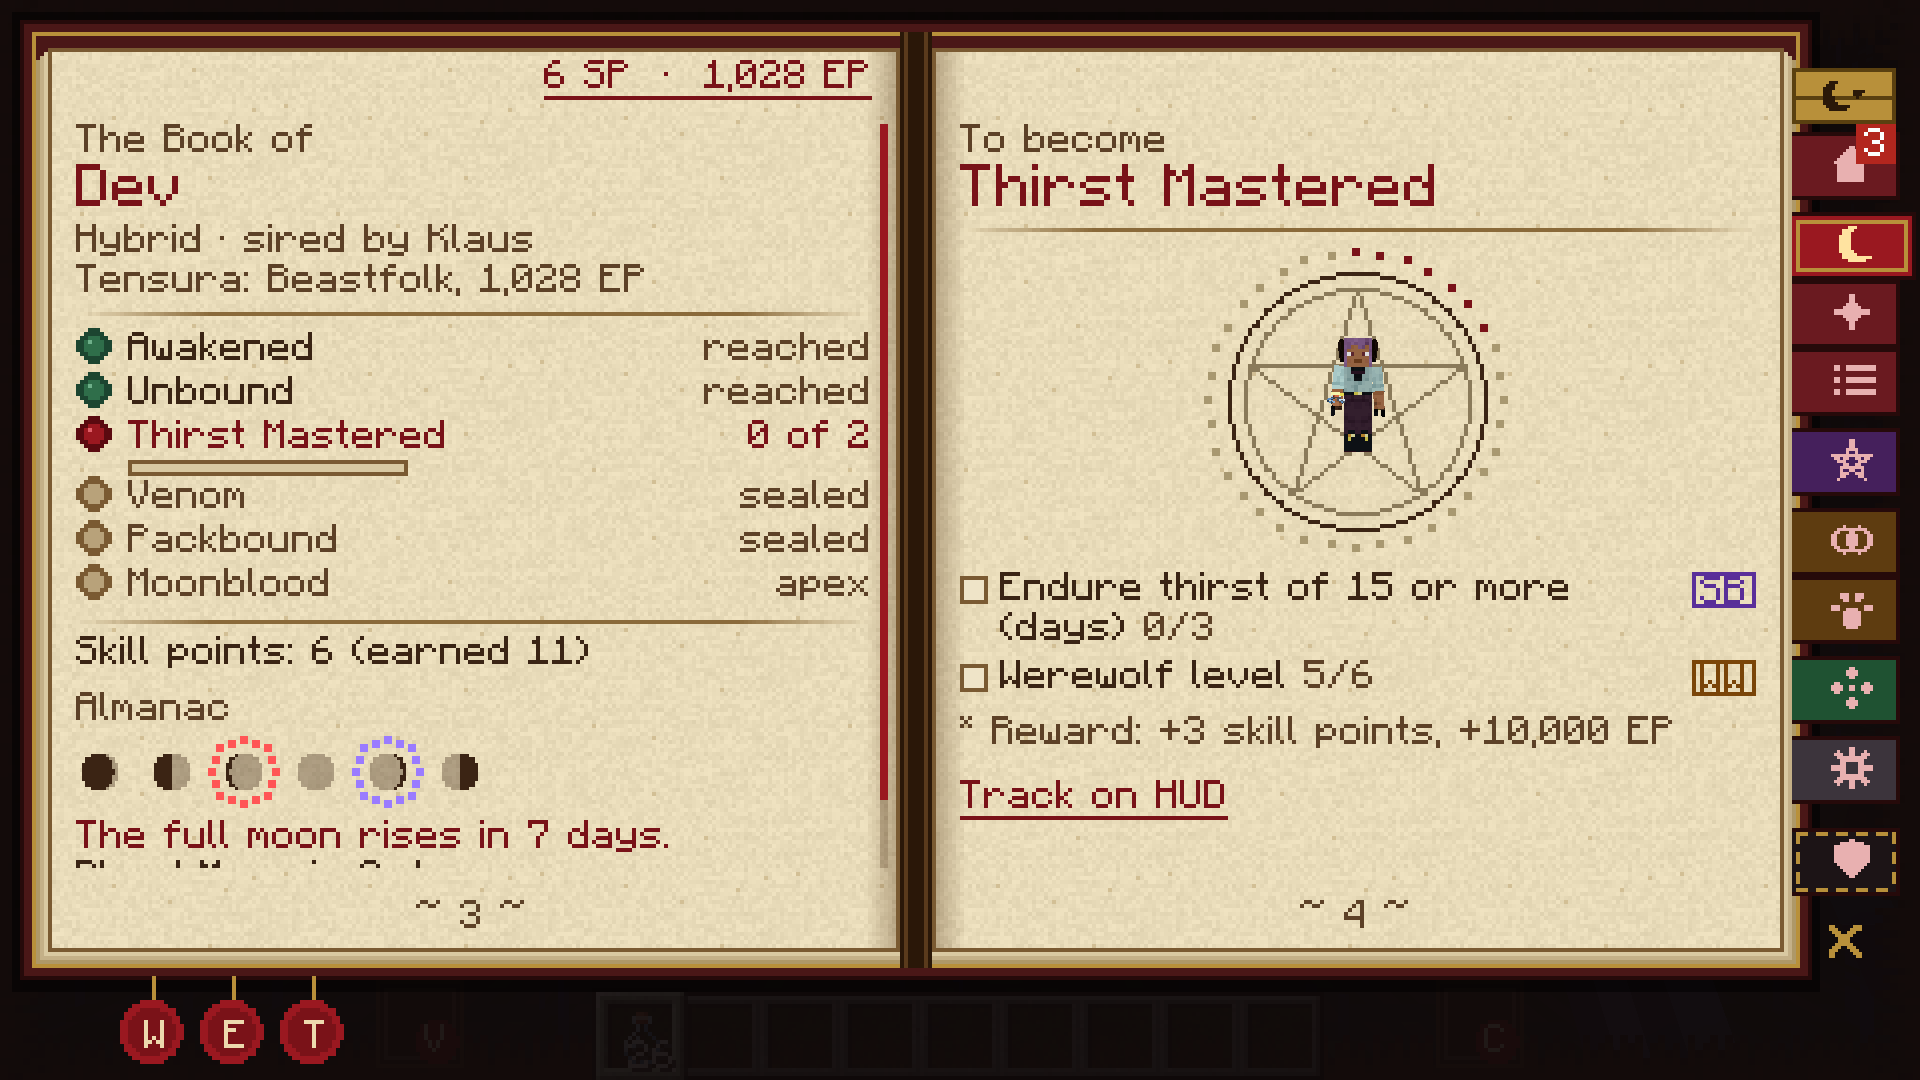 6 SP · 1,028 EP
The Book of
Dev
Hybrid · sired by Klaus
Tensura: Beastfolk, 1,028 EP
Awakened reached
Unbound reached
Thirst Mastered 0 of 2
Venom sealed
Packbound sealed
Moonblood apex
Skill points: 6 (earned 11)
Almanac
The full moon rises in 7 days.
~ 3 ~
To become
Thirst Mastered
Endure thirst of 15 or more SB
(days) 0/3
Werewolf level 5/6 WW
* Reward: +3 skill points, +10,000 EP
Track on HUD
~ 4 ~
3
W E T
V
26
C